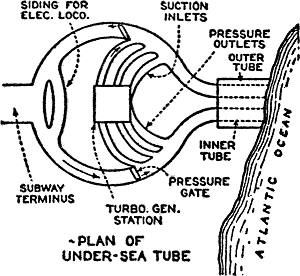 SIDING FOR
ELEC. LOCO.
SUCTION
INLETS
PRESSURE
OUTLETS
OUTER
TUBE
INNER
TUBE
SUBWAY
TERMINUS
TURBO. GEN.
STATION
PRESSURE
GATE
ATLANTIC OCEAN
~PLAN OF
UNDER-SEA TUBE